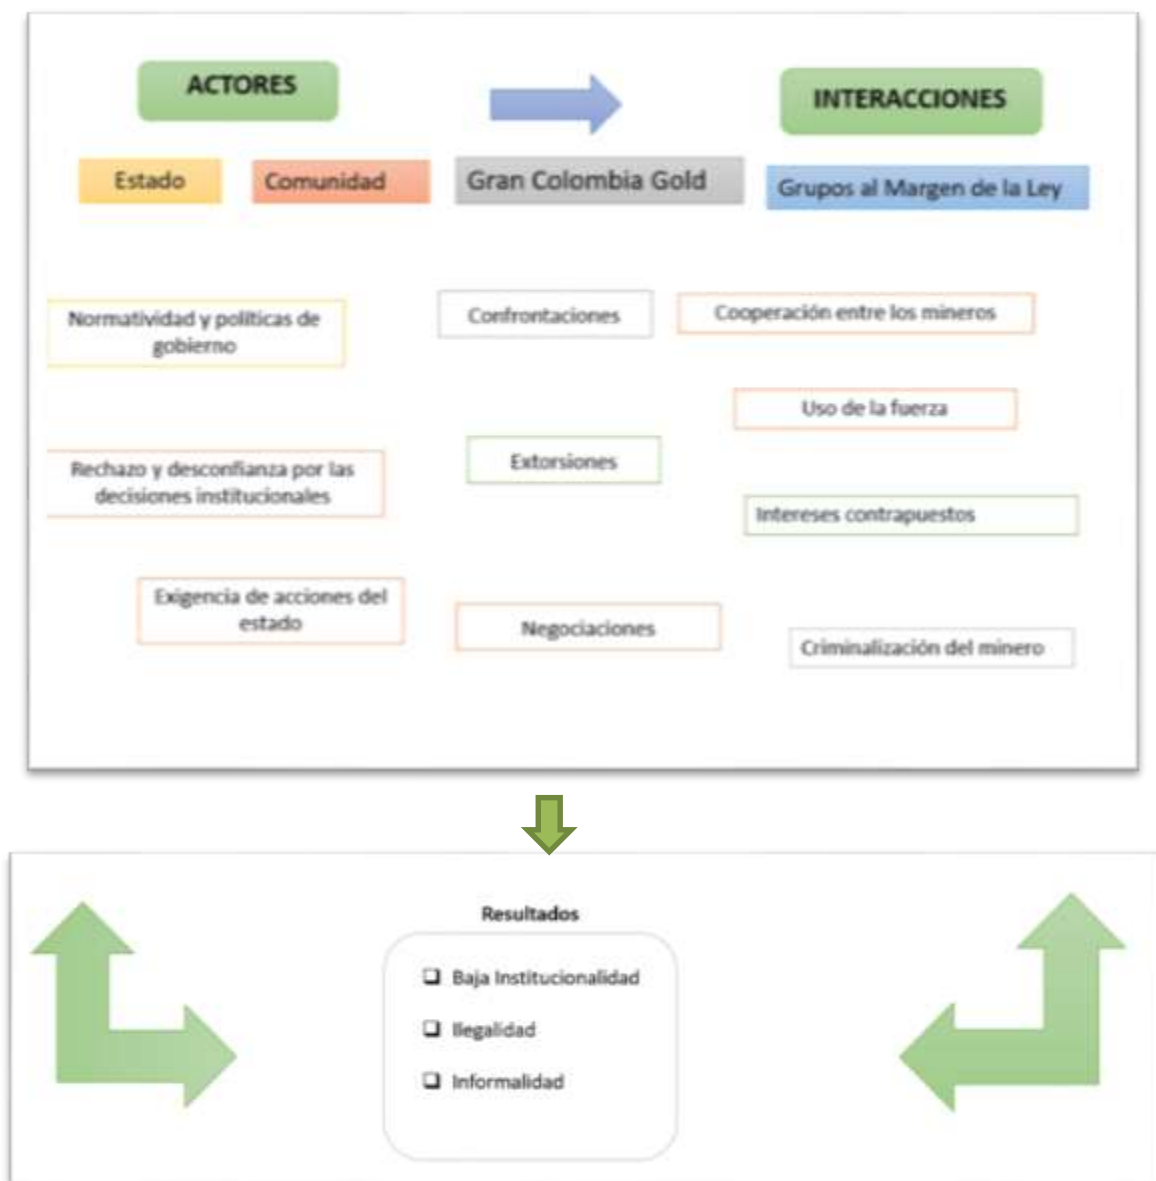 ACTORES
INTERACCIONES
Estado
Comunidad
Gran Colombia Gold
Grupos al Margen de la Ley
Normatividad y políticas de
gobierno
Confrontaciones
Cooperación entre los mineros
Uso de la fuerza
Rechazo y desconfianza por las
decisiones institucionales
Extorsiones
Intereses contrapuestos
Exigencia de acciones del
estado
Negociaciones
Criminalización del minero
Resultados
❑ Baja Institucionalidad
❑ Ilegalidad
❑ Informalidad